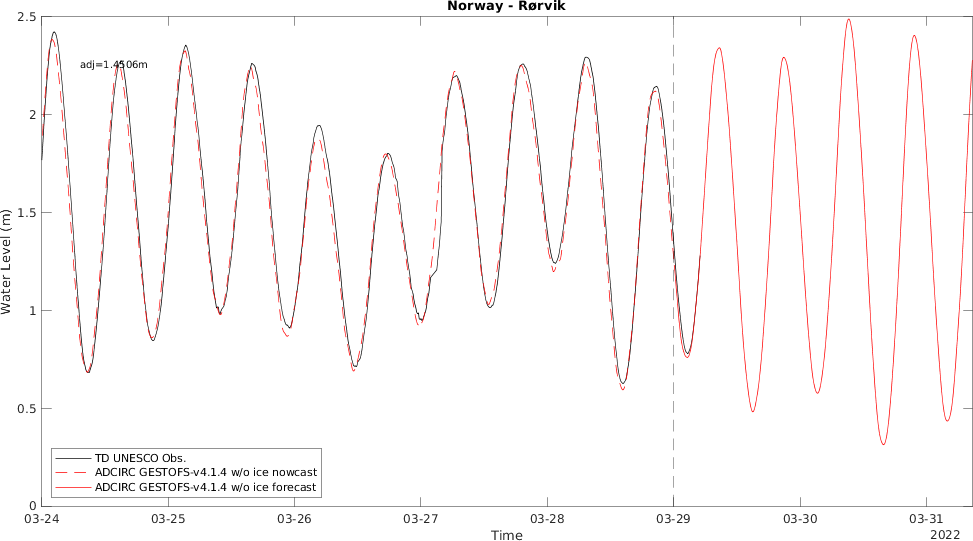 Norway - Rørvik
2.5
adj=1.4506m
2
1.5
1
0.5
0
Water Level (m)
TD UNESCO Obs.
ADCIRC GESTOFS-v4.1.4 w/o ice nowcast
ADCIRC GESTOFS-v4.1.4 w/o ice forecast
03-24 03-25 03-26 03-27 03-28 03-29 03-30 03-31
Time
2022